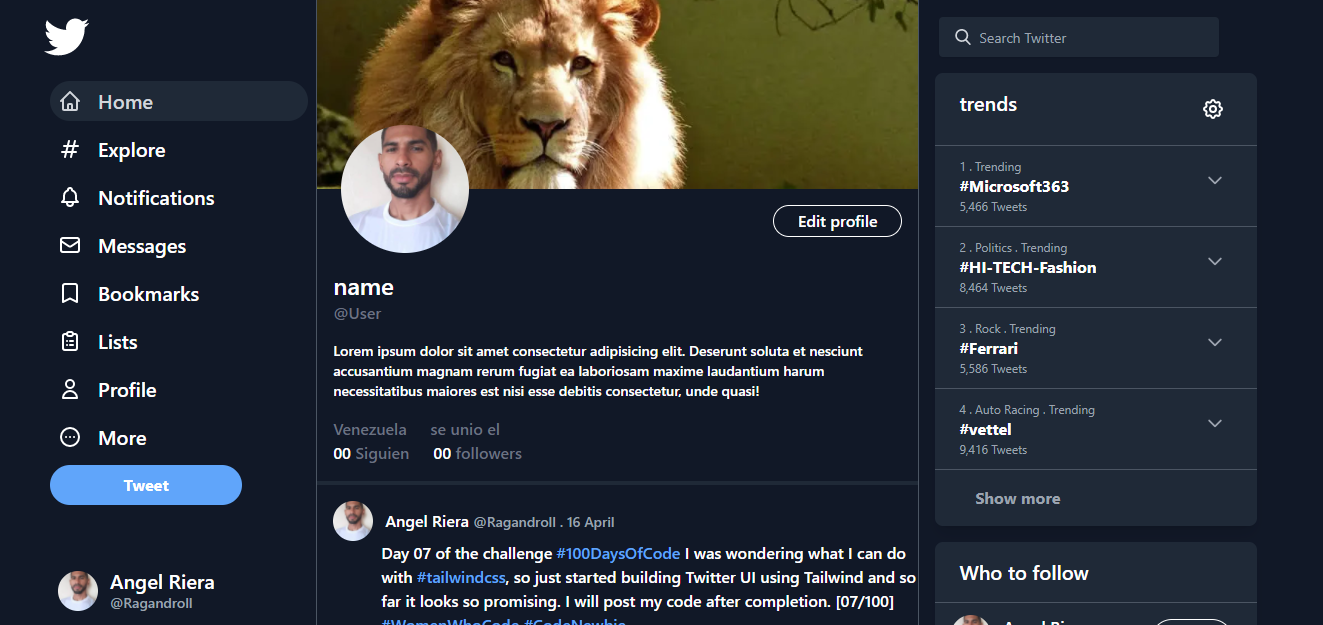 Home
Explore
Notifications
Messages
Bookmarks
Lists
Profile
More
Tweet
Angel Riera
@Ragandroll
Edit profile
name
@User
Lorem ipsum dolor sit amet consectetur adipisicing elit. Deserunt soluta et nesciunt
accusantium magnam rerum fugiat ea laboriosam maxime laudantium harum
necessitatibus maiores est nisi esse debitis consectetur, unde quasi!
Venezuela se unio el
00 Siguien 00 followers
Angel Riera @Ragandroll . 16 April
Day 07 of the challenge #100DaysOfCode I was wondering what I can do
with #tailwindcss, so just started building Twitter UI using Tailwind and so
far it looks so promising. I will post my code after completion. [07/100]
#WomenWhoCode #CodeNewbie
Search Twitter
trends
1 . Trending
#Microsoft363
5,466 Tweets
2 . Politics . Trending
#HI-TECH-Fashion
8,464 Tweets
3 . Rock . Trending
#Ferrari
5,586 Tweets
4 . Auto Racing . Trending
#vettel
9,416 Tweets
Show more
Who to follow
Angel Riera